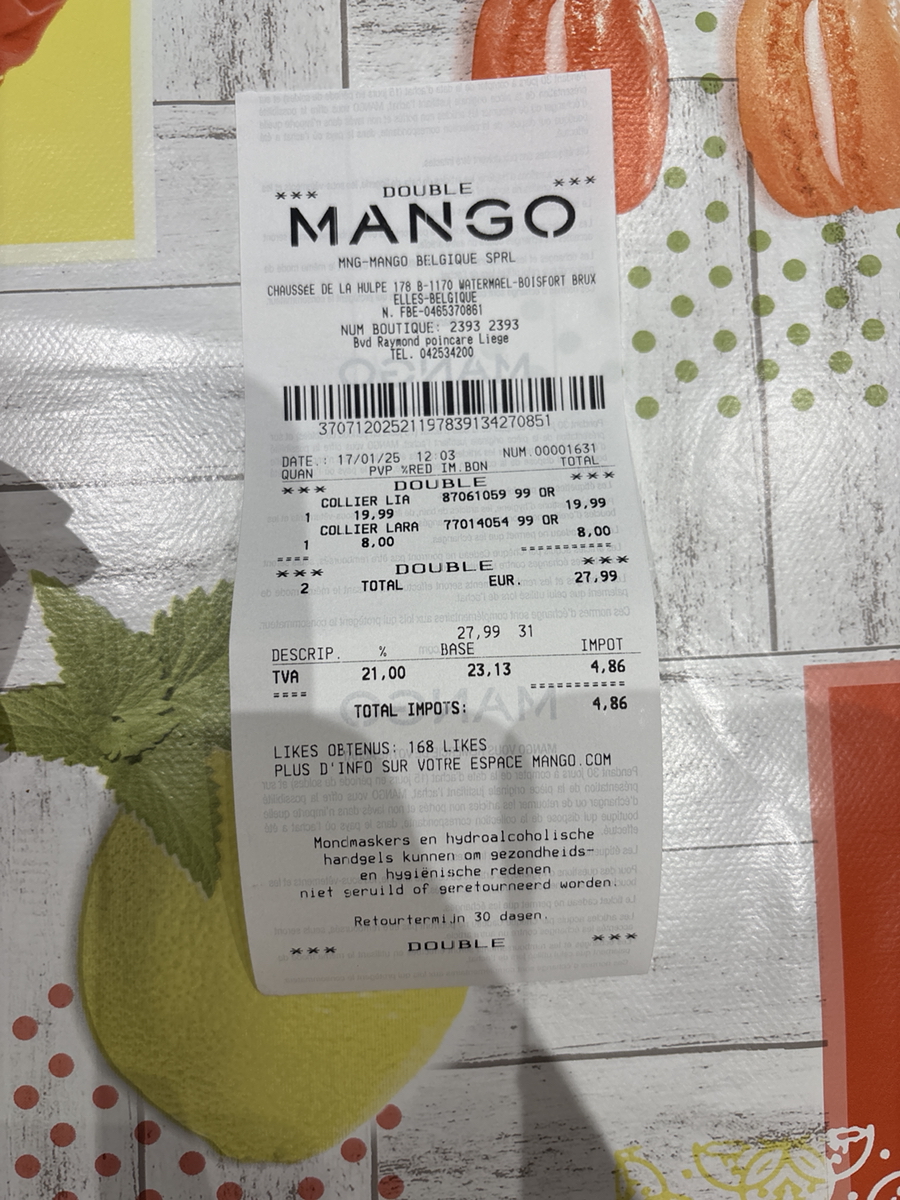 *** DOUBLE ***
MANGO
MNG-MANGO BELGIQUE SPRL
CHAUSSéE DE LA HULPE 178 B-1170 WATERMAEL-BOISFORT BRUX
ELLES-BELGIQUE
N. FBE-0465370861
NUM BOUTIQUE: 2393 2393
Bvd Raymond poincare Liege
TEL. 042534200
37071202521197839134270851
DATE.: 17/01/25 12:03 NUM.00001631
QUAN PVP %RED IM.BON TOTAL
*** DOUBLE ***
COLLIER LIA 87061059 99 OR
1 19,99 19,99
COLLIER LARA 77014054 99 OR
1 8,00 8,00
==== ===========
*** DOUBLE ***
2 TOTAL EUR. 27,99
27,99 31
DESCRIP. % BASE IMPOT
TVA 21,00 23,13 4,86
==== ===========
TOTAL IMPOTS: 4,86
LIKES OBTENUS: 168 LIKES
PLUS D'INFO SUR VOTRE ESPACE MANGO.COM
Mondmaskers en hydroalcoholische
handgels kunnen om gezondheids-
en hygiënische redenen
niet geruild of geretourneerd worden.
Retourtermijn 30 dagen.
*** DOUBLE ***